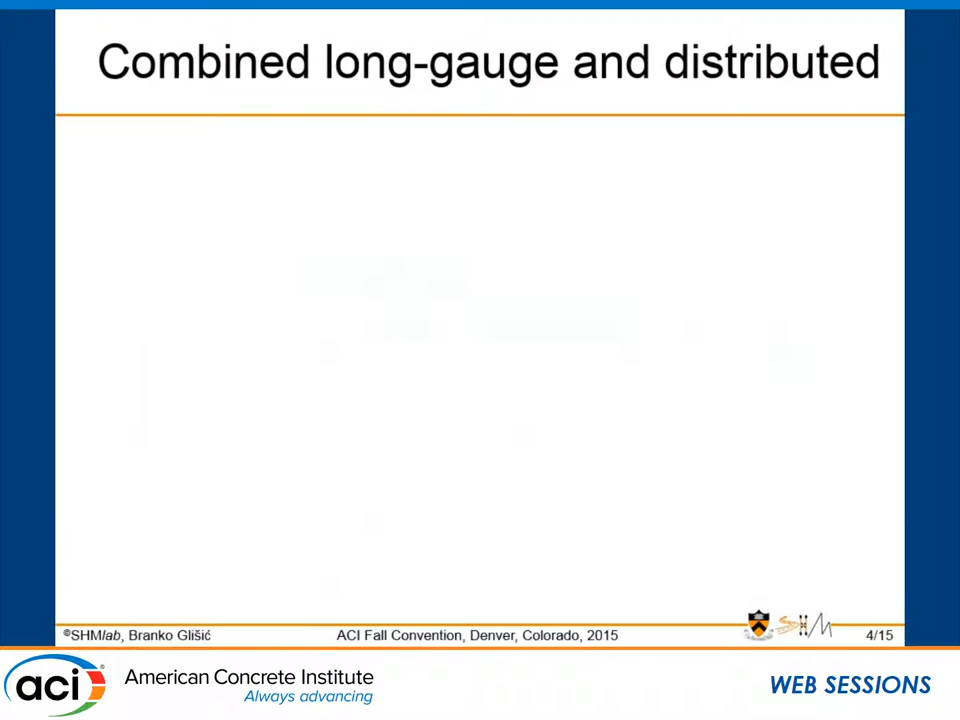 Combined long-gauge and distributed
©SHMlab, Branko Glišić
ACI Fall Convention, Denver, Colorado, 2015
SHM
4/15
aci®
American Concrete Institute
Always advancing
WEB SESSIONS